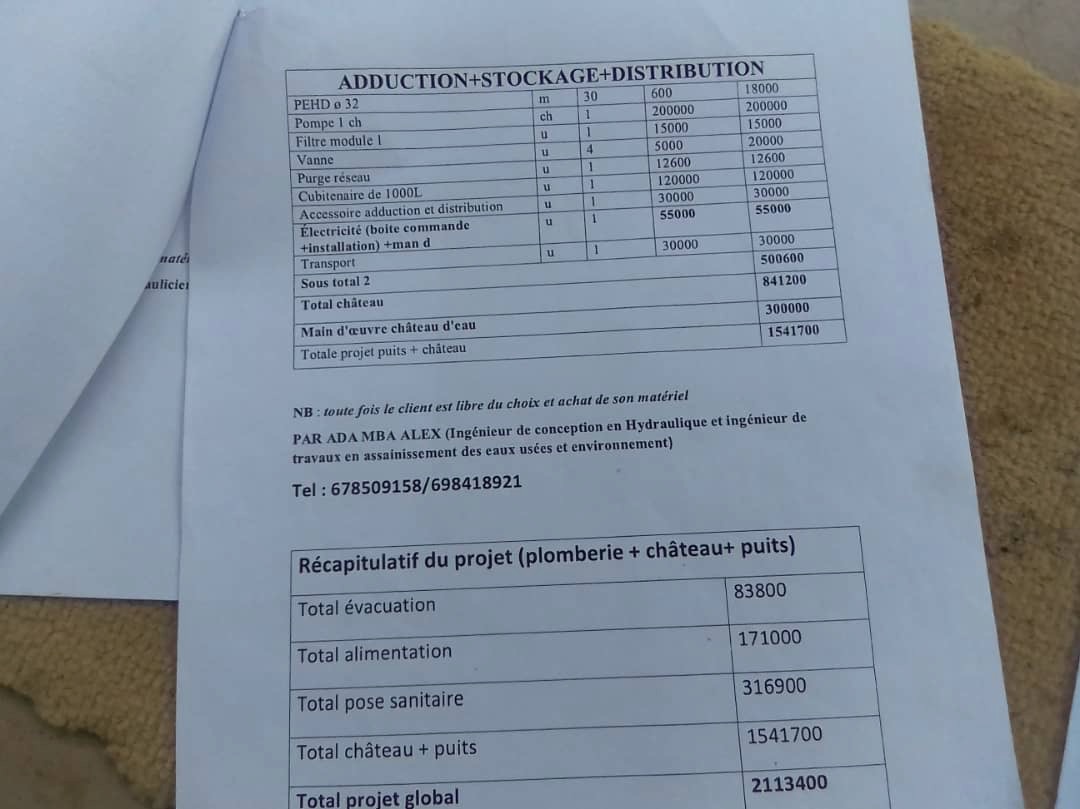 natéri
aulicien
ADDUCTION+STOCKAGE+DISTRIBUTION
PEHD ø 32 m 30 600 18000
Pompe 1 ch ch 1 200000 200000
Filtre module 1 u 1 15000 15000
Vanne u 4 5000 20000
Purge réseau u 1 12600 12600
Cubitenaire de 1000L u 1 120000 120000
Accessoire adduction et distribution u 1 30000 30000
Électricité (boite commande u 1 55000 55000
+installation) +man d
Transport u 1 30000 30000
Sous total 2 500600
Total château 841200
Main d'œuvre château d'eau 300000
Totale projet puits + château 1541700
NB : toute fois le client est libre du choix et achat de son matériel
PAR ADA MBA ALEX (Ingénieur de conception en Hydraulique et ingénieur de
travaux en assainissement des eaux usées et environnement)
Tel : 678509158/698418921
Récapitulatif du projet (plomberie + château+ puits)
Total évacuation 83800
Total alimentation 171000
Total pose sanitaire 316900
Total château + puits 1541700
Total projet global 2113400